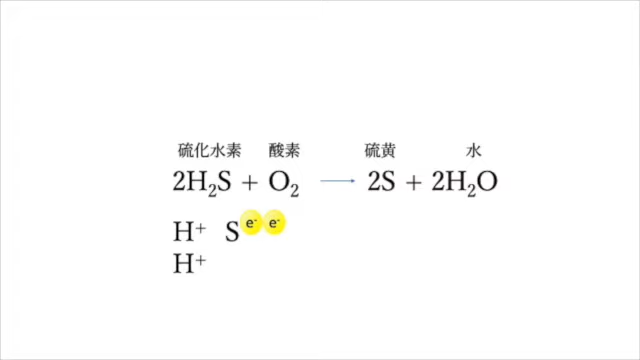 硫化水素 酸素 硫黄 水
2H₂S + O₂ → 2S + 2H₂O
H⁺ S e⁻ e⁻
H⁺